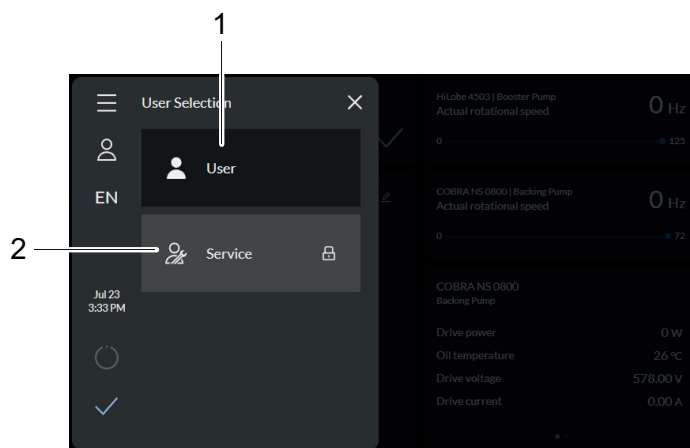 1
User Selection
User
EN
2
Service
Jul 23
3:33 PM
HiLobe 4503 | Booster Pump
Actual rotational speed
0 Hz
0
125
COBRA NS 0800 | Backing Pump
Actual rotational speed
0 Hz
0
72
COBRA NS 0800
Backing Pump
Drive power 0 W
Oil temperature 26 °C
Drive voltage 578.00 V
Drive current 0.00 A